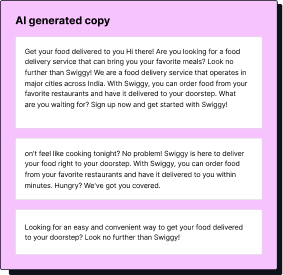 AI generated copy
Get your food delivered to you Hi there! Are you looking for a food
delivery service that can bring you your favorite meals? Look no
further than Swiggy! We are a food delivery service that operates in
major cities across India. With Swiggy, you can order food from your
favorite restaurants and have it delivered to your doorstep. What
are you waiting for? Sign up now and get started with Swiggy!
on't feel like cooking tonight? No problem! Swiggy is here to deliver
your food right to your doorstep. With Swiggy, you can order food
from your favorite restaurants and have it delivered to you within
minutes. Hungry? We've got you covered.
Looking for an easy and convenient way to get your food delivered
to your doorstep? Look no further than Swiggy!